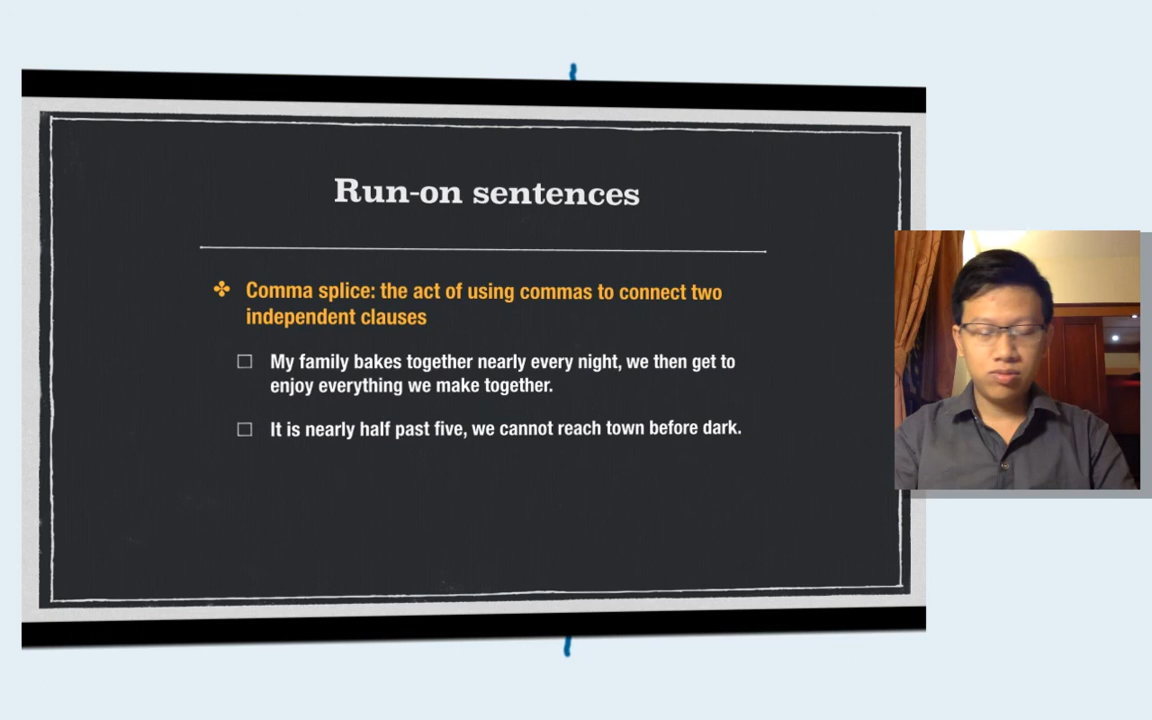 Run-on sentences
Comma splice: the act of using commas to connect two
independent clauses
My family bakes together nearly every night, we then get to
enjoy everything we make together.
It is nearly half past five, we cannot reach town before dark.